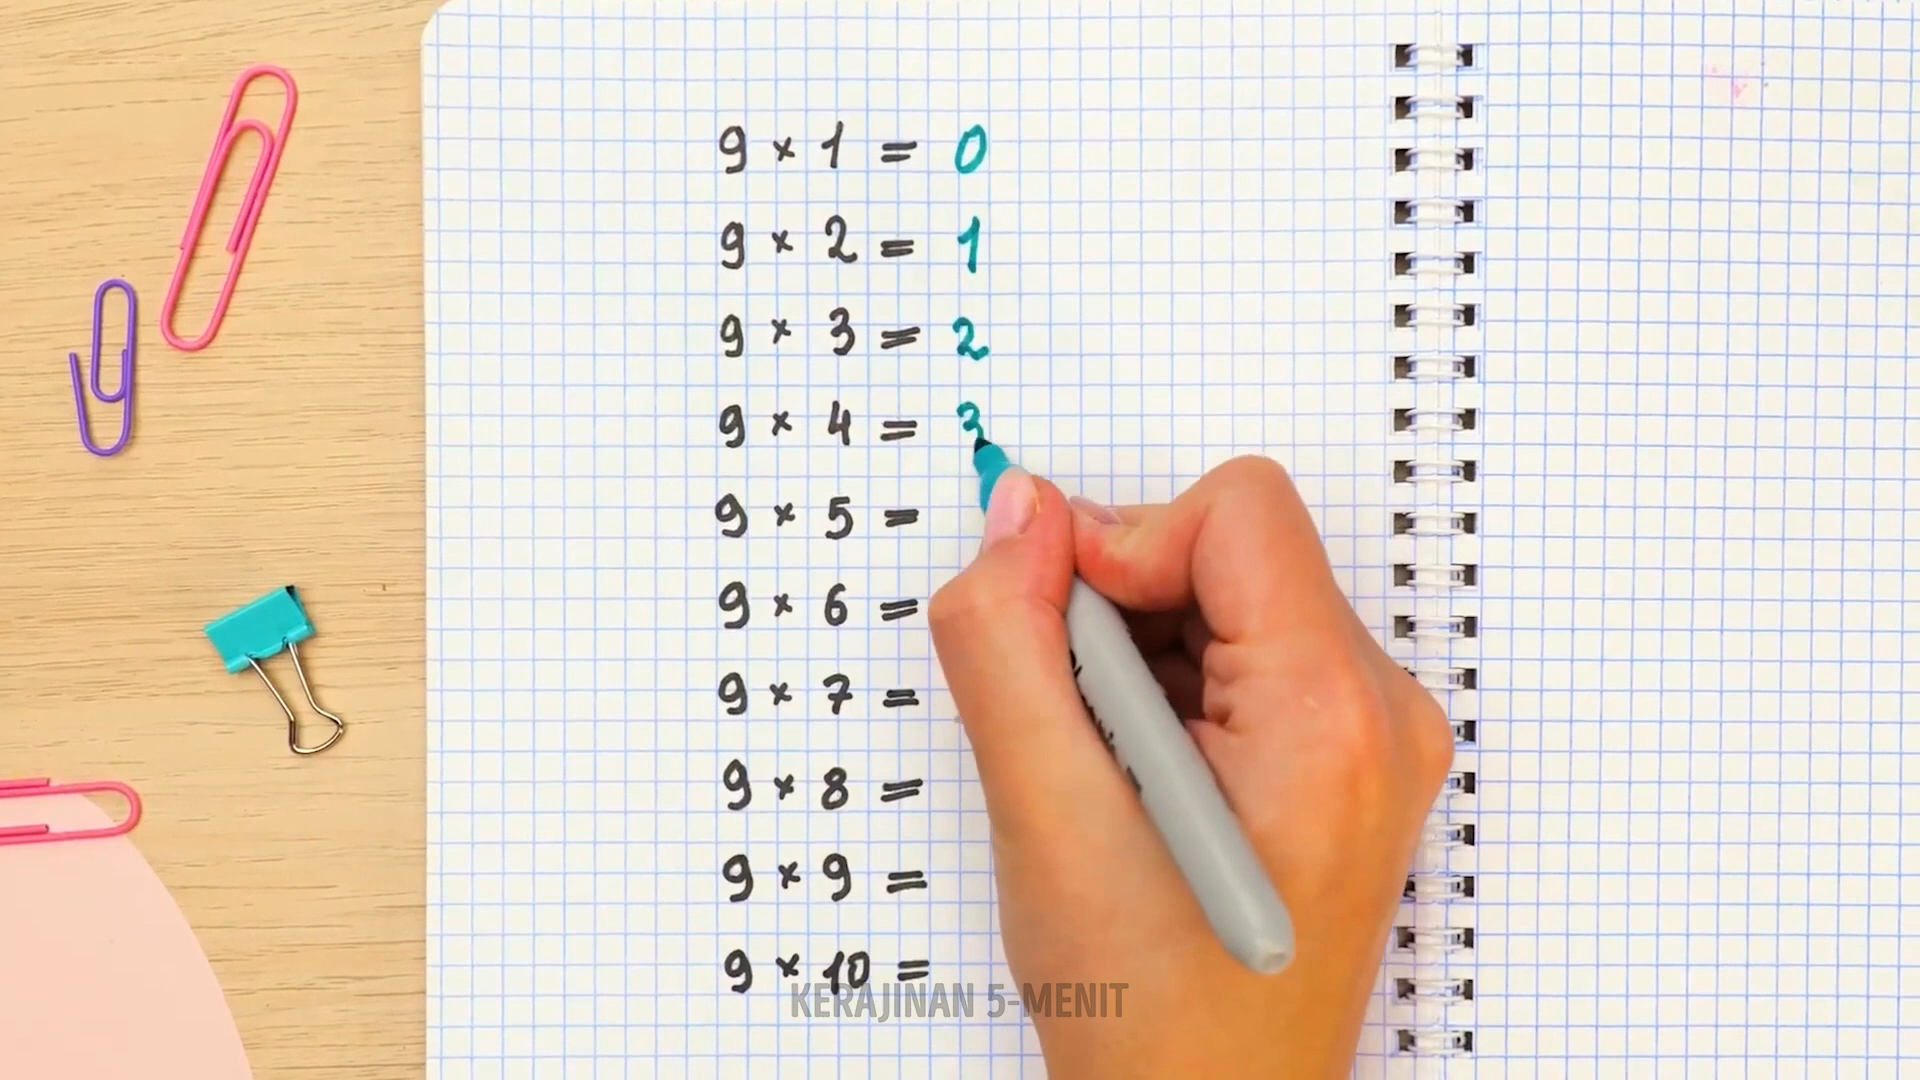 9 × 1 = 0
9 × 2 = 1
9 × 3 = 2
9 × 4 = 3
9 × 5 =
9 × 6 =
9 × 7 =
9 × 8 =
9 × 9 =
9 × 10 =
KERAJINAN 5-MENIT